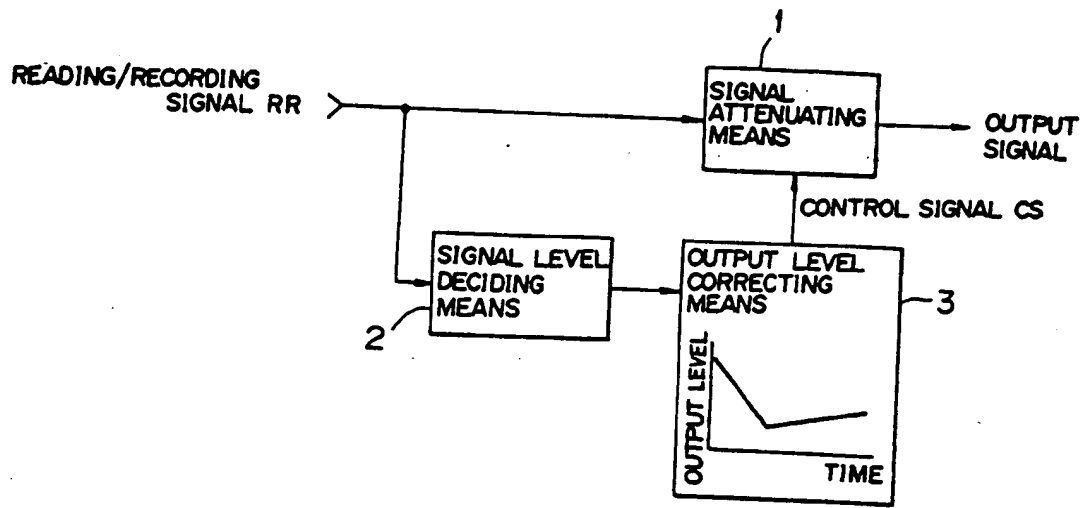 1
READING/RECORDING
SIGNAL RR
SIGNAL
ATTENUATING
MEANS
OUTPUT
SIGNAL
CONTROL SIGNAL CS
SIGNAL LEVEL
DECIDING
MEANS
2
OUTPUT LEVEL
CORRECTING
MEANS
3
OUTPUT LEVEL
TIME